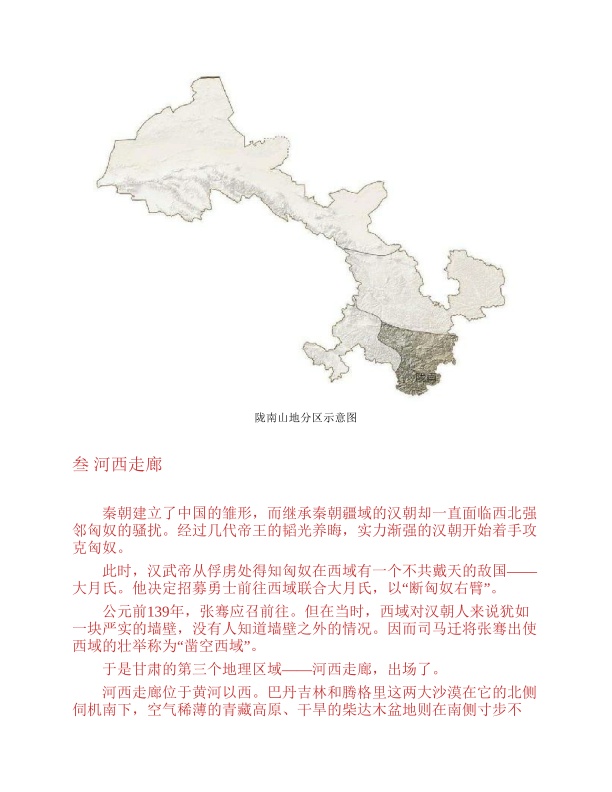 陇南
陇南山地分区示意图
叁 河西走廊
秦朝建立了中国的雏形，而继承秦朝疆域的汉朝却一直面临西北强
邻匈奴的骚扰。经过几代帝王的韬光养晦，实力渐强的汉朝开始着手攻
克匈奴。
此时，汉武帝从俘虏处得知匈奴在西域有一个不共戴天的敌国——
大月氏。他决定招募勇士前往西域联合大月氏，以“断匈奴右臂”。
公元前139年，张骞应召前往。但在当时，西域对汉朝人来说犹如
一块严实的墙壁，没有人知道墙壁之外的情况。因而司马迁将张骞出使
西域的壮举称为“凿空西域”。
于是甘肃的第三个地理区域——河西走廊，出场了。
河西走廊位于黄河以西。巴丹吉林和腾格里这两大沙漠在它的北侧
伺机南下，空气稀薄的青藏高原、干旱的柴达木盆地则在南侧寸步不